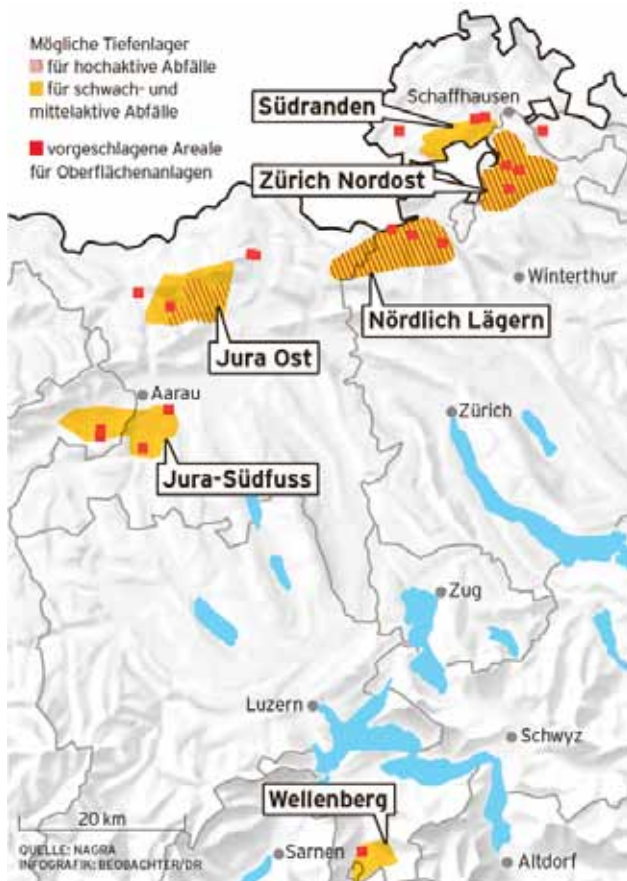 Mögliche Tiefenlager
für hochaktive Abfälle
für schwach- und
mittelaktive Abfälle
vorgeschlagene Areale
für Oberflächenanlagen
Schaffhausen
Südranden
Zürich Nordost
Winterthur
Nördlich Lägern
Jura Ost
Aarau
Zürich
Jura-Südfuss
Zug
Luzern
Schwyz
Wellenberg
20 km
QUELLE: NAGRA
INFOGRAFIK: BEOBACHTER/DR
Sarnen
Altdorf